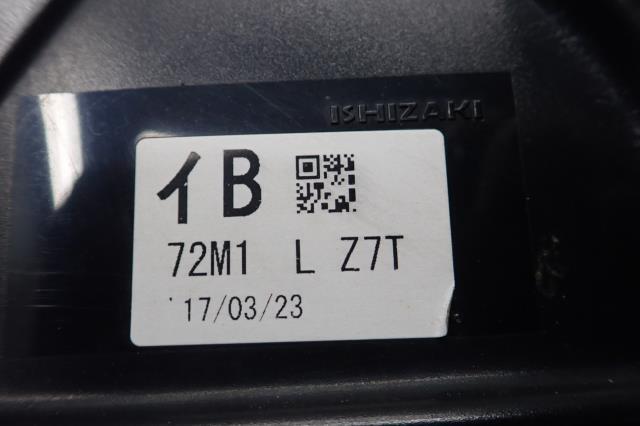 ISHIZAKI
イB
72M1 L Z7T
'17/03/23